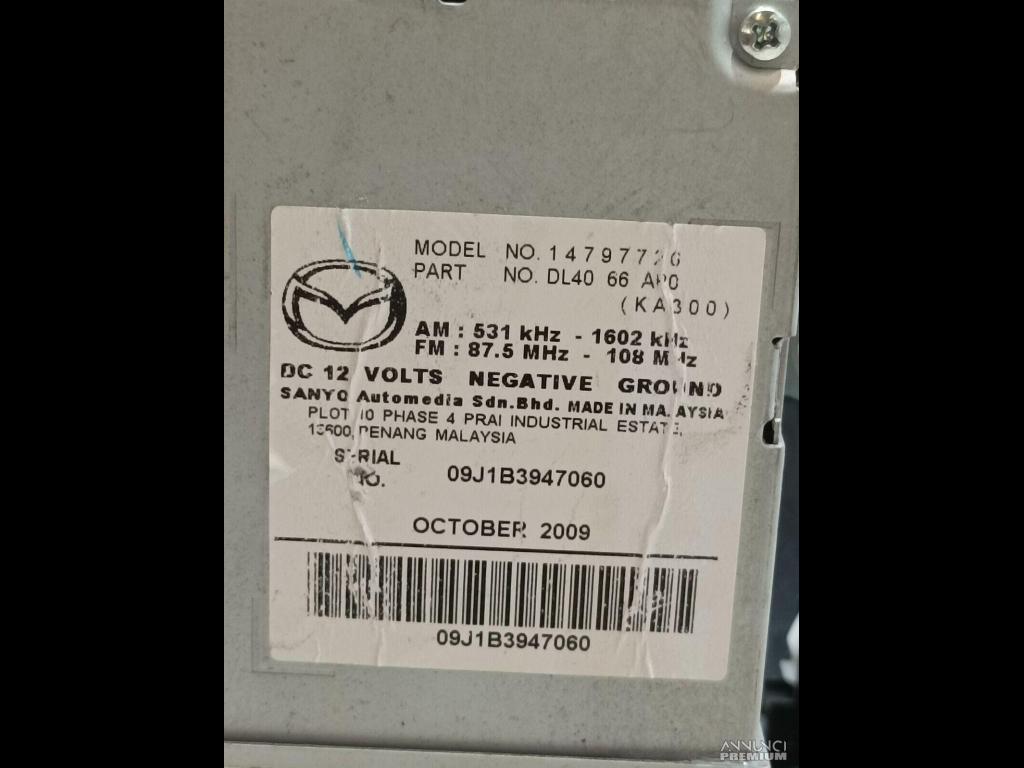 MODEL NO. 14797726
PART NO. DL40 66 AP0
(KA300)
AM : 531 kHz - 1602 kHz
FM : 87.5 MHz - 108 MHz
DC 12 VOLTS NEGATIVE GROUND
SANYO Automedia Sdn.Bhd. MADE IN MALAYSIA
PLOT 10 PHASE 4 PRAI INDUSTRIAL ESTATE,
13600, PENANG MALAYSIA
SERIAL
NO.
09J1B3947060
OCTOBER 2009
09J1B3947060
ANNUNCI
PREMIUM